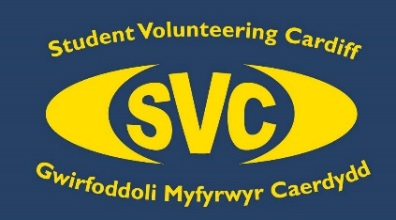 Student Volunteering Cardiff
SVC
Gwirfoddoli Myfyrwyr Caerdydd